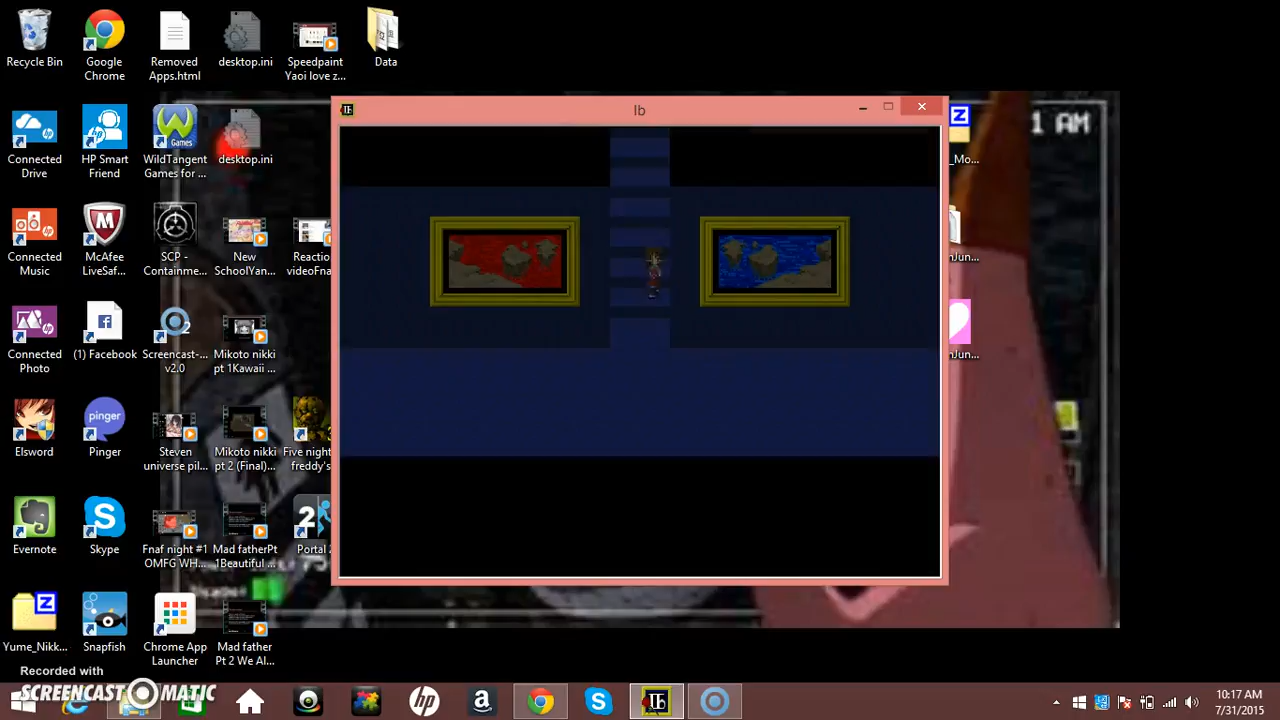 Recycle Bin
Google Chrome
Removed Apps.html
desktop.ini
Speedpaint Yaoi love z...
Data
Ib
1 AM
Connected Drive
HP Smart Friend
WildTangent Games for ...
desktop.ini
_Mo...
Connected Music
McAfee LiveSaf...
SCP - Containme...
New SchoolYan...
Reaction videoFna...
nJun...
Connected Photo
(1) Facebook
Screencast-... v2.0
Mikoto nikki pt 1Kawaii ...
nJun...
Elsword
pinger
Pinger
Steven universe pil...
Mikoto nikki pt 2 (Final)...
Five night freddy's
Evernote
Skype
Fnaf night #1 OMFG WH...
Mad fatherPt 1Beautiful ...
Portal 2
Yume_Nikk...
Snapfish
Chrome App Launcher
Mad father Pt 2 We Al...
Recorded with
SCREENCAST-O-MATIC
10:17 AM
7/31/2015